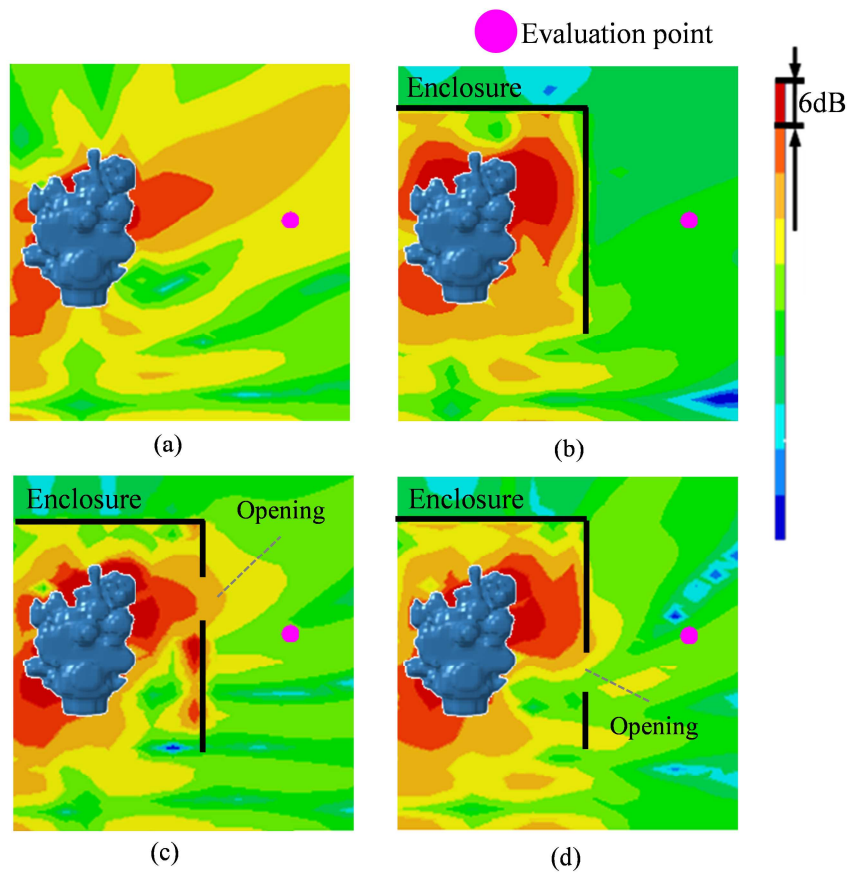 Evaluation point
Enclosure
6dB
(a)
(b)
Enclosure
Opening
Enclosure
Opening
(c)
(d)